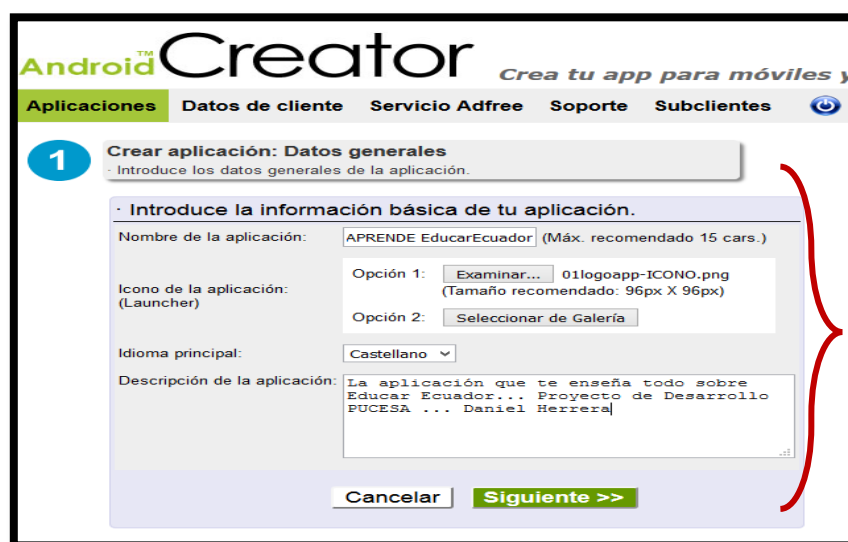 Android™ Creator Crea tu app para móviles y
Aplicaciones Datos de cliente Servicio Adfree Soporte Subclientes
1
Crear aplicación: Datos generales
· Introduce los datos generales de la aplicación.
· Introduce la información básica de tu aplicación.
Nombre de la aplicación: APRENDE EducarEcuador (Máx. recomendado 15 cars.)
Icono de la aplicación:
(Launcher)
Opción 1: Examinar... 01logoapp-ICONO.png
(Tamaño recomendado: 96px X 96px)
Opción 2: Seleccionar de Galería
Idioma principal: Castellano
Descripción de la aplicación: La aplicación que te enseña todo sobre
Educar Ecuador... Proyecto de Desarrollo
PUCESA ... Daniel Herrera
Cancelar Siguiente >>